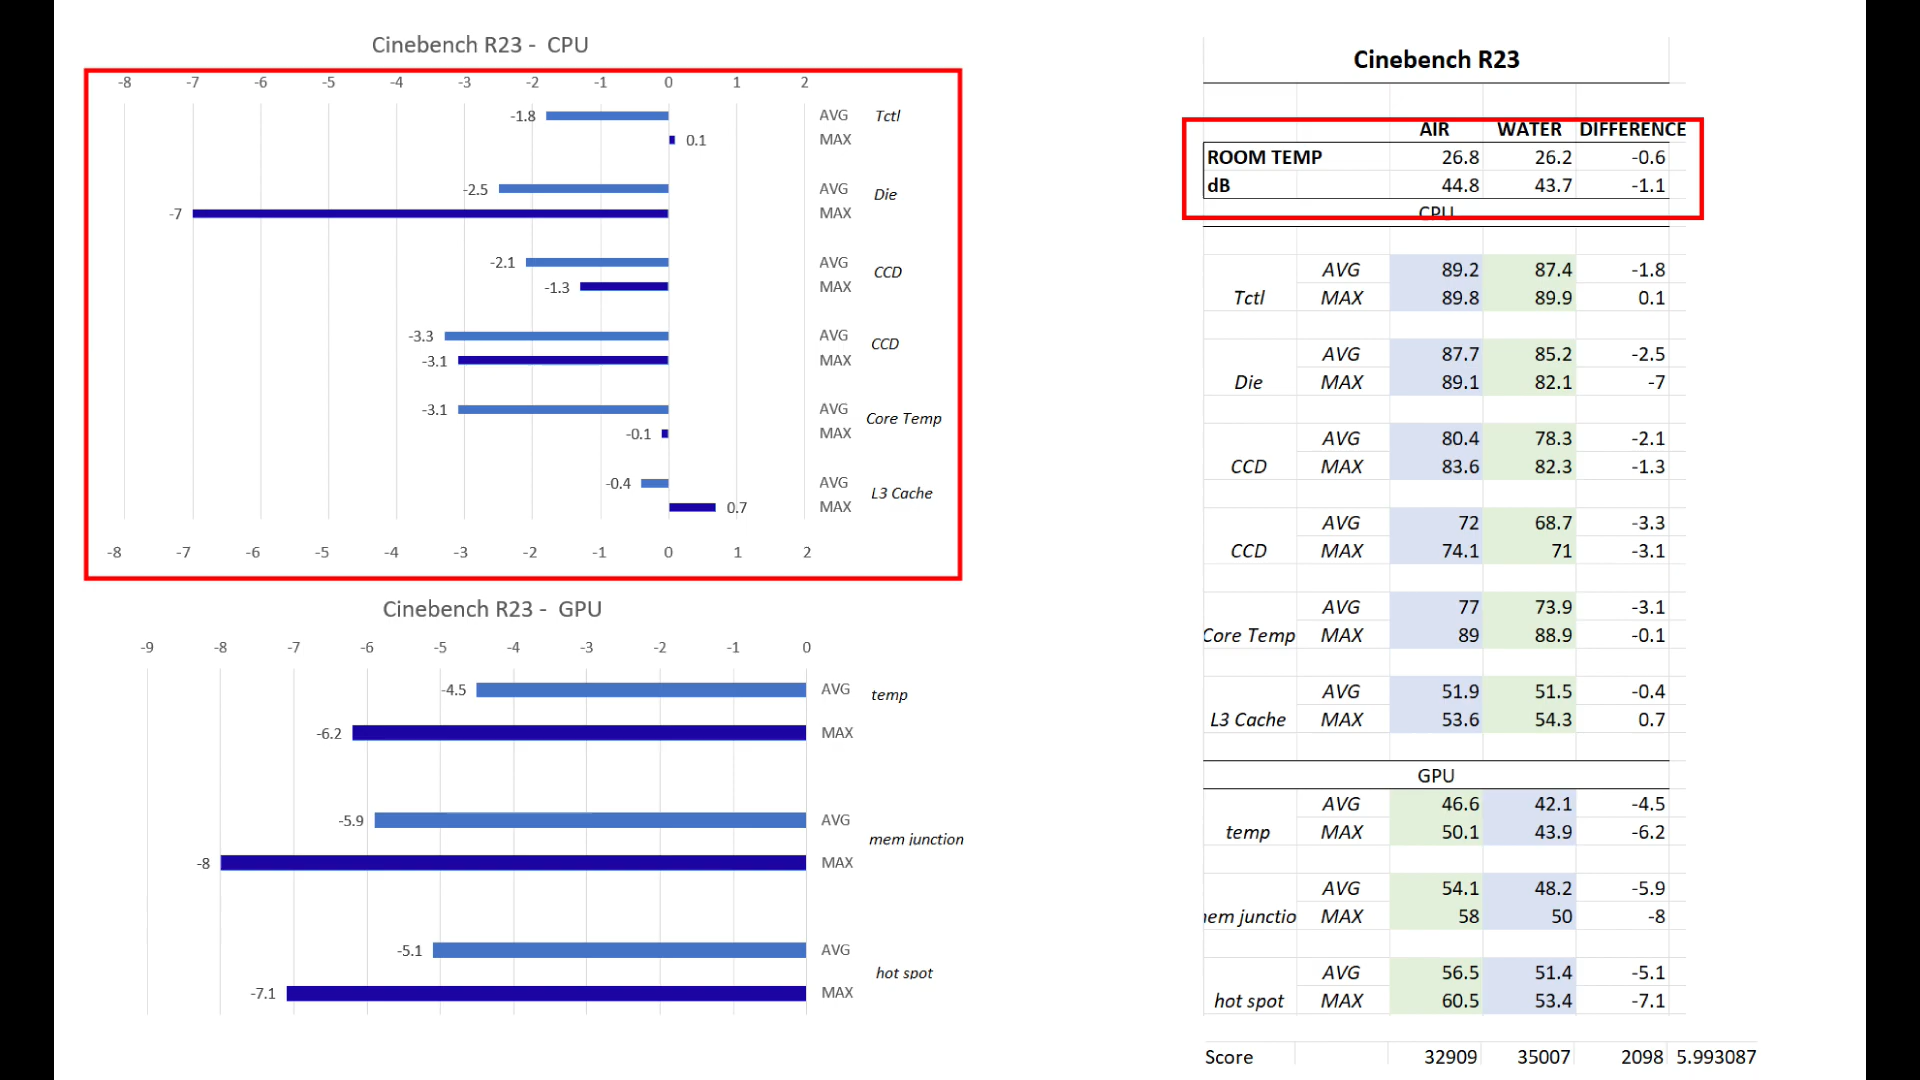 Cinebench R23 - CPU
-8 -7 -6 -5 -4 -3 -2 -1 0 1 2
-1.8 AVG Tctl
0.1 MAX
-2.5 AVG Die
-7 MAX
-2.1 AVG CCD
-1.3 MAX
-3.3 AVG CCD
-3.1 MAX
-3.1 AVG Core Temp
-0.1 MAX
-0.4 AVG L3 Cache
0.7 MAX
-8 -7 -6 -5 -4 -3 -2 -1 0 1 2
Cinebench R23 - GPU
-9 -8 -7 -6 -5 -4 -3 -2 -1 0
-4.5 AVG temp
-6.2 MAX
-5.9 AVG mem junction
-8 MAX
-5.1 AVG hot spot
-7.1 MAX
Cinebench R23
AIR WATER DIFFERENCE
ROOM TEMP 26.8 26.2 -0.6
dB 44.8 43.7 -1.1
CPU
AVG 89.2 87.4 -1.8
Tctl MAX 89.8 89.9 0.1
AVG 87.7 85.2 -2.5
Die MAX 89.1 82.1 -7
AVG 80.4 78.3 -2.1
CCD MAX 83.6 82.3 -1.3
AVG 72 68.7 -3.3
CCD MAX 74.1 71 -3.1
AVG 77 73.9 -3.1
Core Temp MAX 89 88.9 -0.1
AVG 51.9 51.5 -0.4
L3 Cache MAX 53.6 54.3 0.7
GPU
AVG 46.6 42.1 -4.5
temp MAX 50.1 43.9 -6.2
AVG 54.1 48.2 -5.9
nem junctio MAX 58 50 -8
AVG 56.5 51.4 -5.1
hot spot MAX 60.5 53.4 -7.1
Score 32909 35007 2098 5.993087